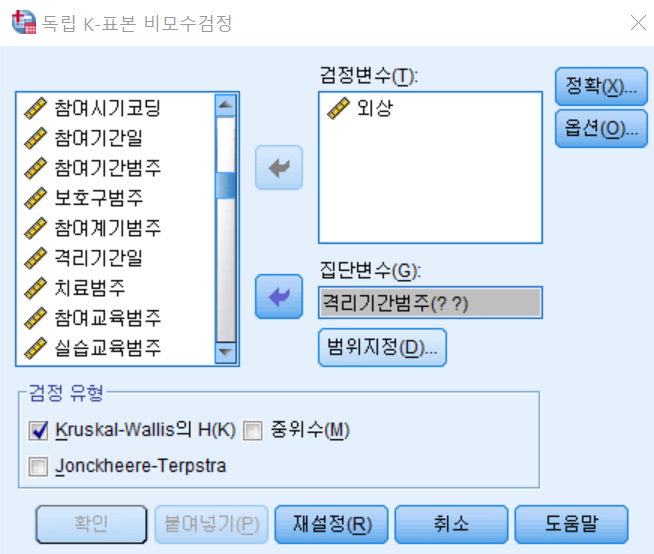 독립 K-표본 비모수검정
검정변수(T):
참여시기코딩
참여기간일
참여기간범주
보호구범주
참여계기범주
격리기간일
치료범주
참여교육범주
실습교육범주
외상
정확(X)...
옵션(O)...
집단변수(G):
격리기간범주(? ?)
범위지정(D)...
검정 유형
Kruskal-Wallis의 H(K) 중위수(M)
Jonckheere-Terpstra
확인 붙여넣기(P) 재설정(R) 취소 도움말